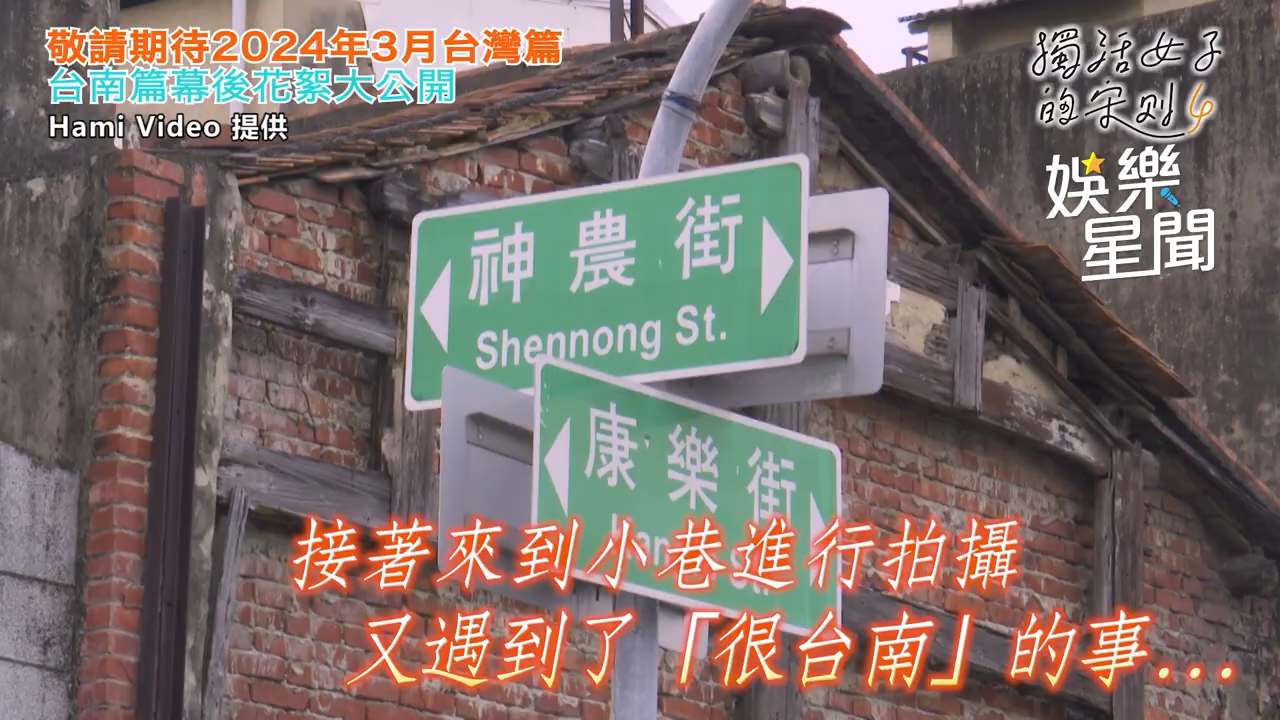 敬請期待2024年3月台灣篇
台南篇幕後花絮大公開
Hami Video 提供
獨活女子
的守則4
娛樂
星聞
神農街
Shennong St.
康樂街
接著來到小巷進行拍攝
又遇到了「很台南」的事...